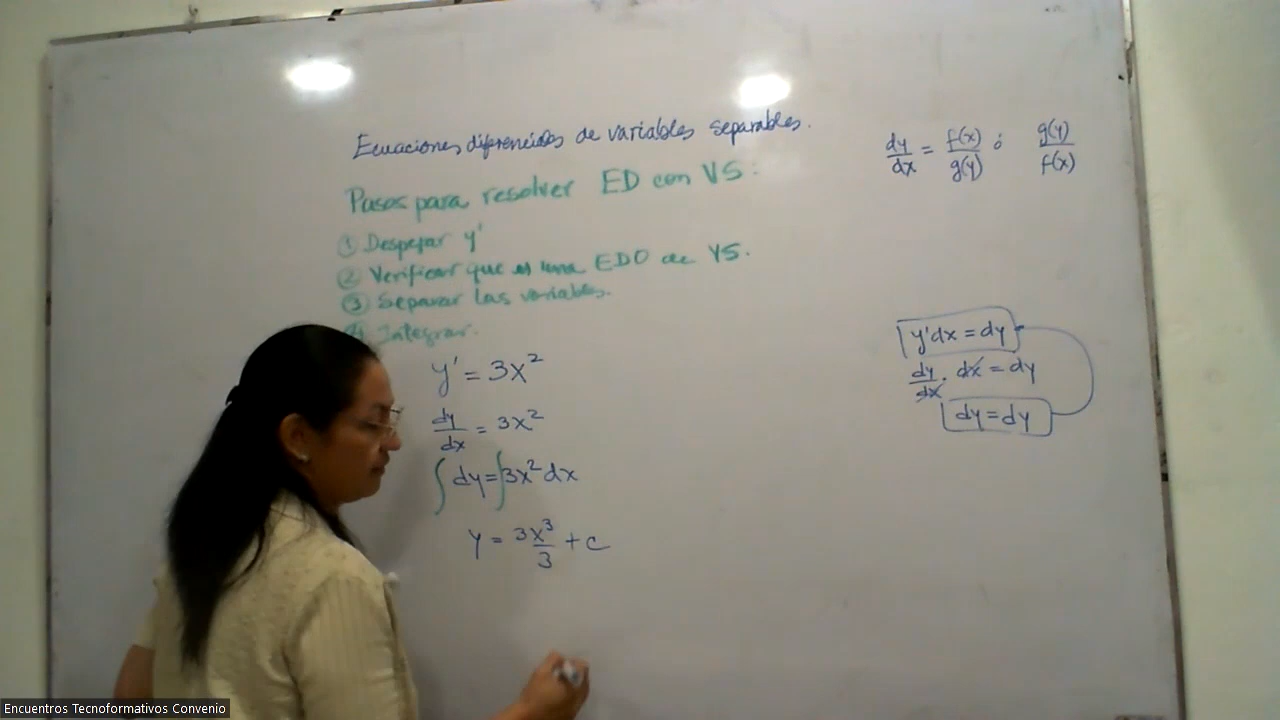 Ecuaciones diferenciales de variables separables.
dy/dx = f(x)/g(y) ó g(y)/f(x)
Pasos para resolver ED con VS:
① Despejar y'
② Verificar que es una EDO de VS.
③ Separar las variables.
④ Integrar.
y' = 3x²
dy/dx = 3x²
∫dy = ∫3x²dx
y = 3x³/3 + c
y'dx = dy
dy/dx · dx = dy
dy = dy
Encuentros Tecnoformativos Convenio